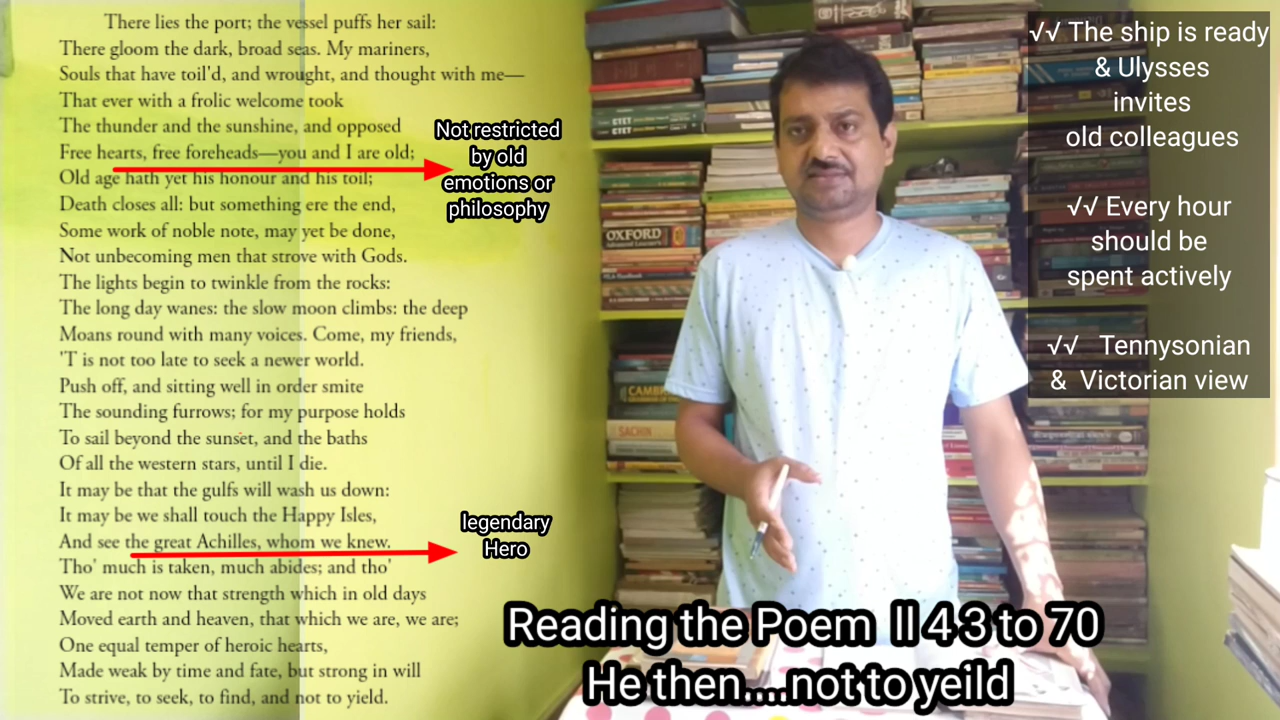 There lies the port; the vessel puffs her sail:
There gloom the dark, broad seas. My mariners,
Souls that have toil'd, and wrought, and thought with me—
That ever with a frolic welcome took
The thunder and the sunshine, and opposed
Free hearts, free foreheads—you and I are old;
Old age hath yet his honour and his toil;
Death closes all: but something ere the end,
Some work of noble note, may yet be done,
Not unbecoming men that strove with Gods.
The lights begin to twinkle from the rocks:
The long day wanes: the slow moon climbs: the deep
Moans round with many voices. Come, my friends,
'T is not too late to seek a newer world.
Push off, and sitting well in order smite
The sounding furrows; for my purpose holds
To sail beyond the sunset, and the baths
Of all the western stars, until I die.
It may be that the gulfs will wash us down:
It may be we shall touch the Happy Isles,
And see the great Achilles, whom we knew.
Tho' much is taken, much abides; and tho'
We are not now that strength which in old days
Moved earth and heaven, that which we are, we are;
One equal temper of heroic hearts,
Made weak by time and fate, but strong in will
To strive, to seek, to find, and not to yield.
Not restricted
by old
emotions or
philosophy
legendary
Hero
CTET
CTET
OXFORD
SACHIN
√√ The ship is ready
& Ulysses
invites
old colleagues
√√ Every hour
should be
spent actively
√√ Tennysonian
& Victorian view
Reading the Poem ll 4 3 to 70
He then....not to yeild